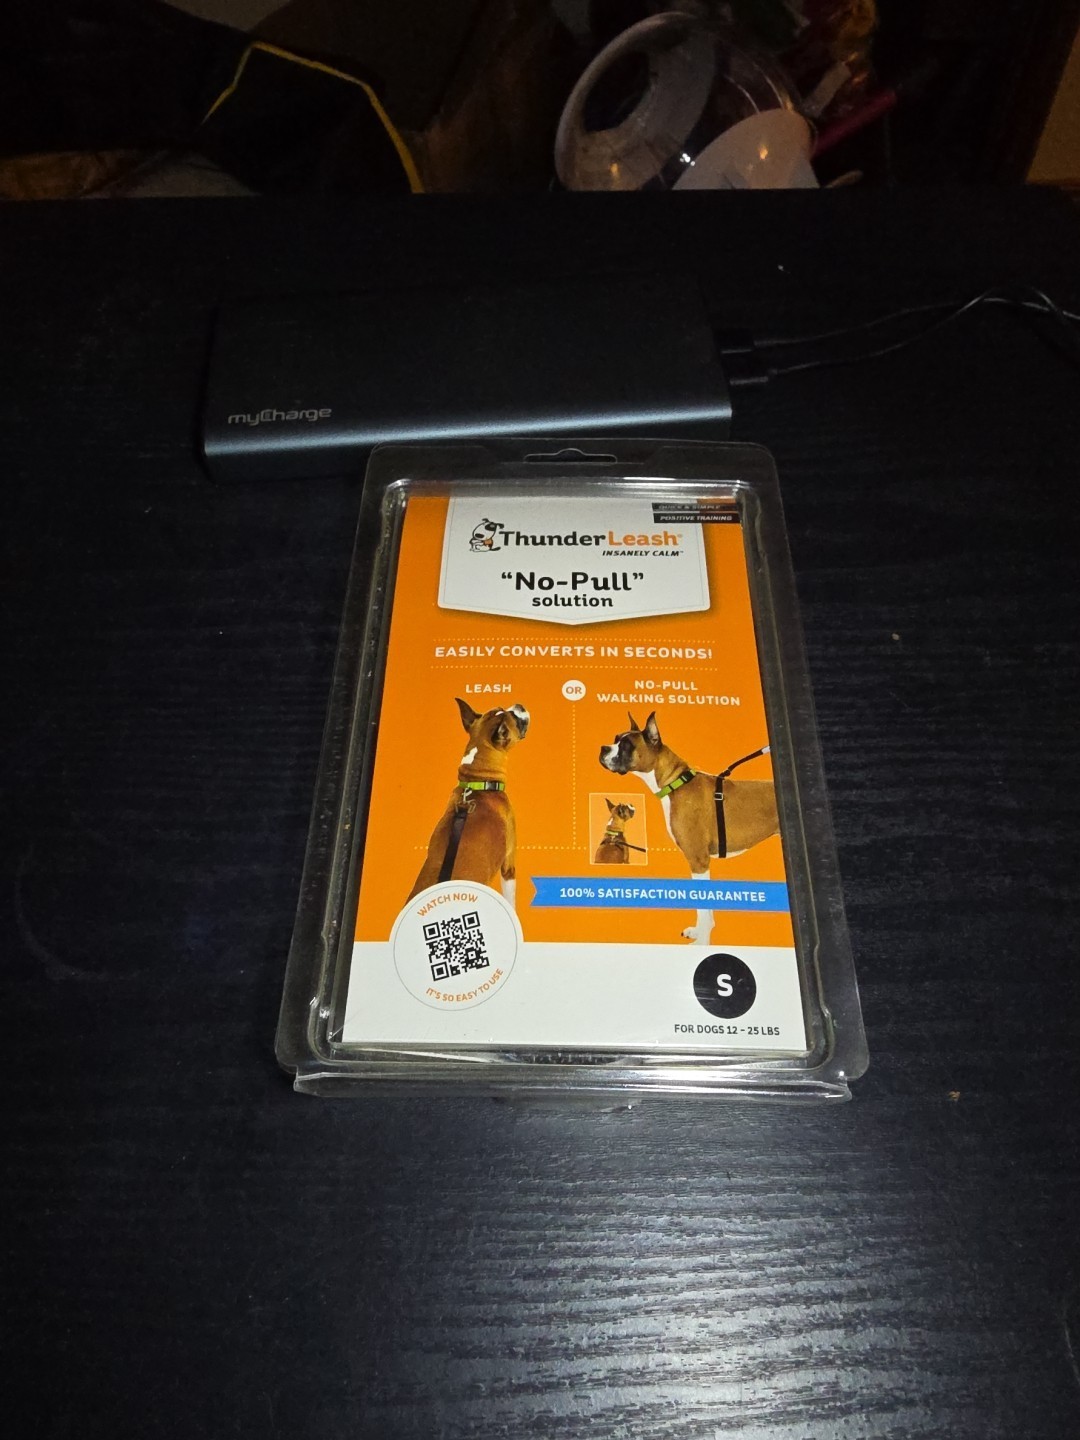 myCharge
QUICK & SIMPLE
POSITIVE TRAINING
ThunderLeash®
INSANELY CALM™
"No-Pull"
solution
EASILY CONVERTS IN SECONDS!
LEASH
OR
NO-PULL
WALKING SOLUTION
100% SATISFACTION GUARANTEE
WATCH NOW
IT'S SO EASY TO USE
S
FOR DOGS 12 - 25 LBS